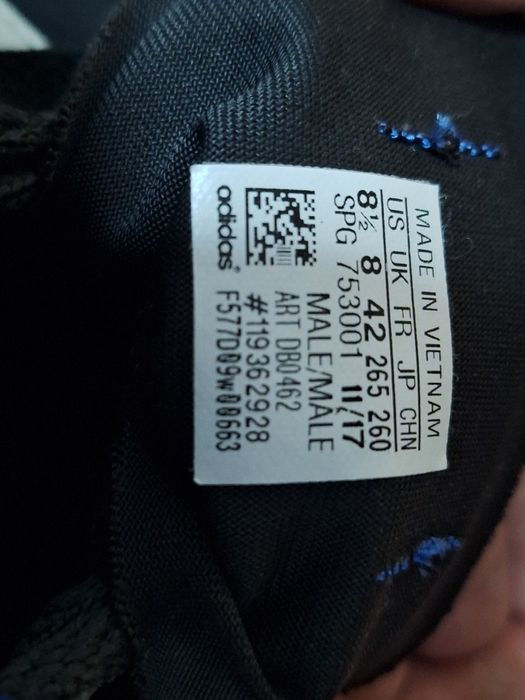 MADE IN VIETNAM
US UK FR JP CHN
8½ 8 42 265 260
SPG 753001 11/17
MALE/MÂLE
ART DB0462
#119362928
F577D09W00663
adidas®